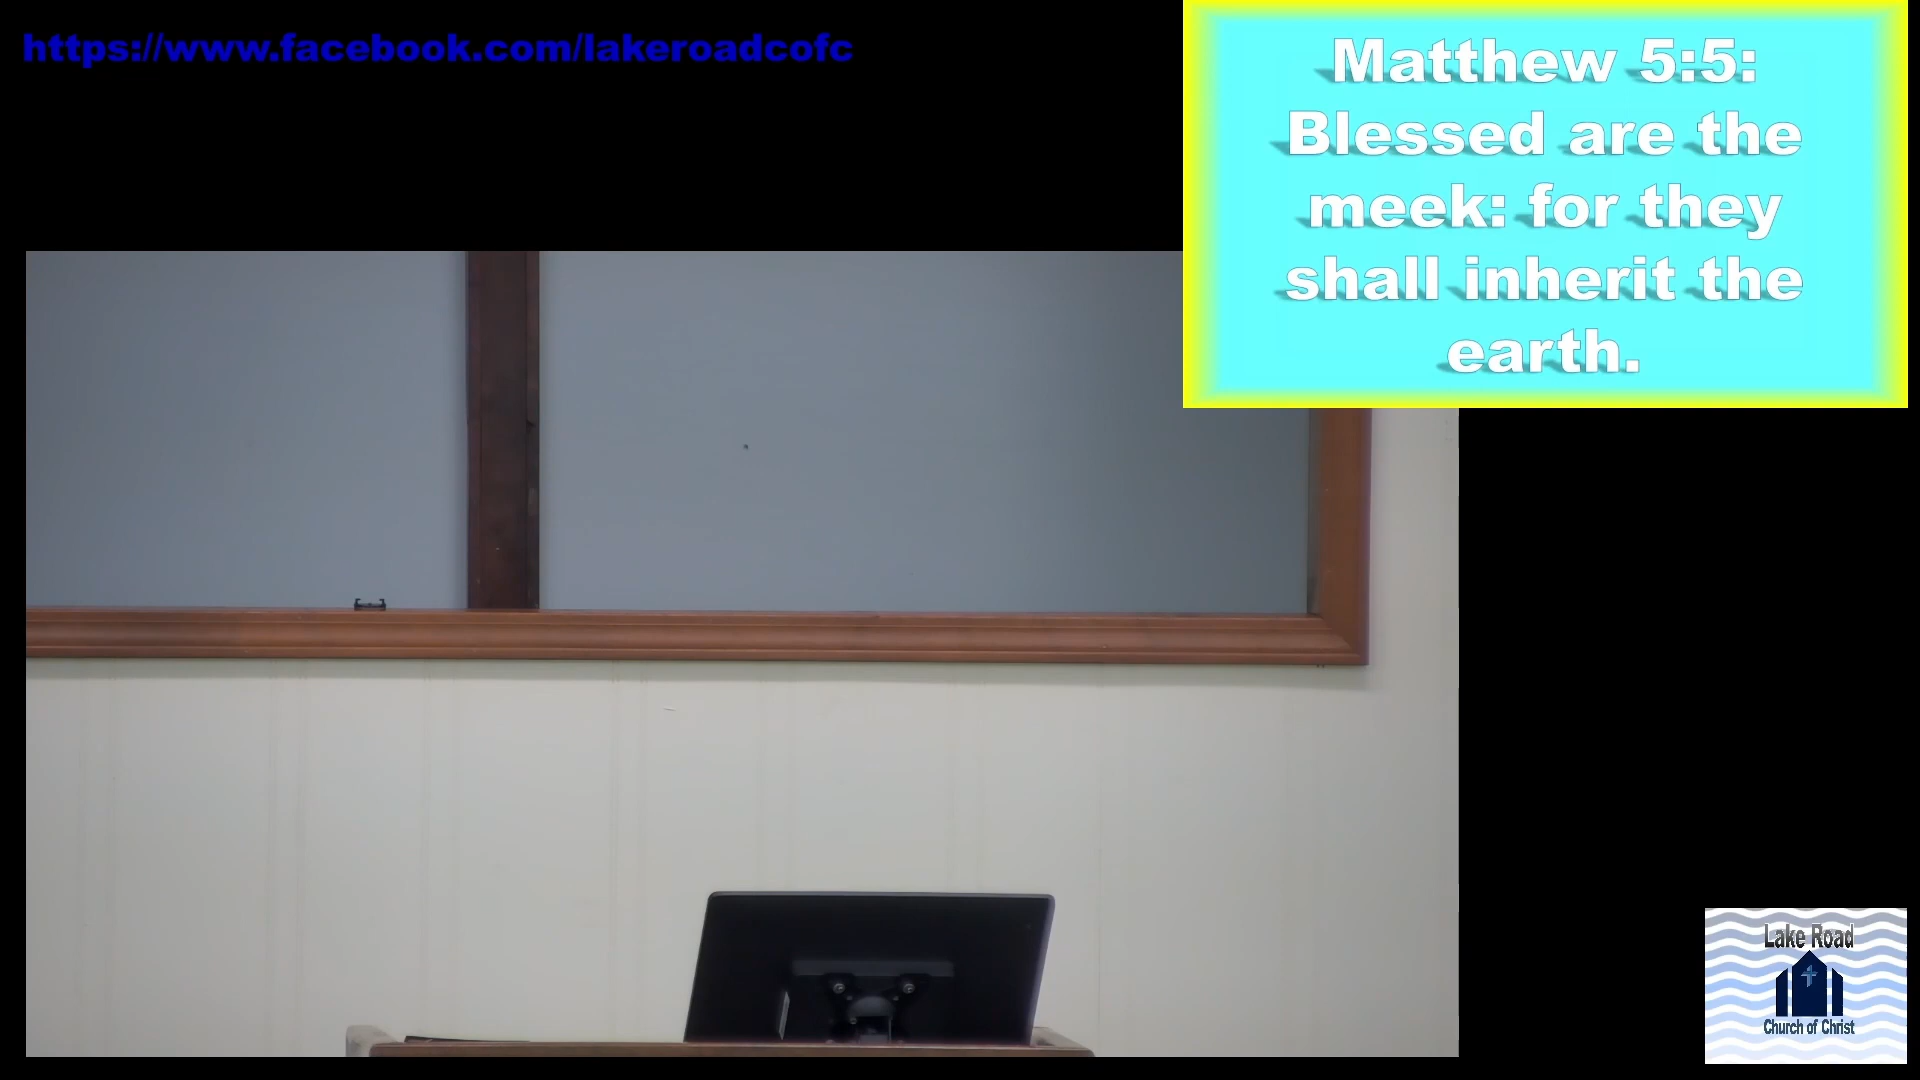 https://www.facebook.com/lakeroadcofc
Matthew 5:5:
Blessed are the
meek: for they
shall inherit the
earth.
Lake Road
Church of Christ